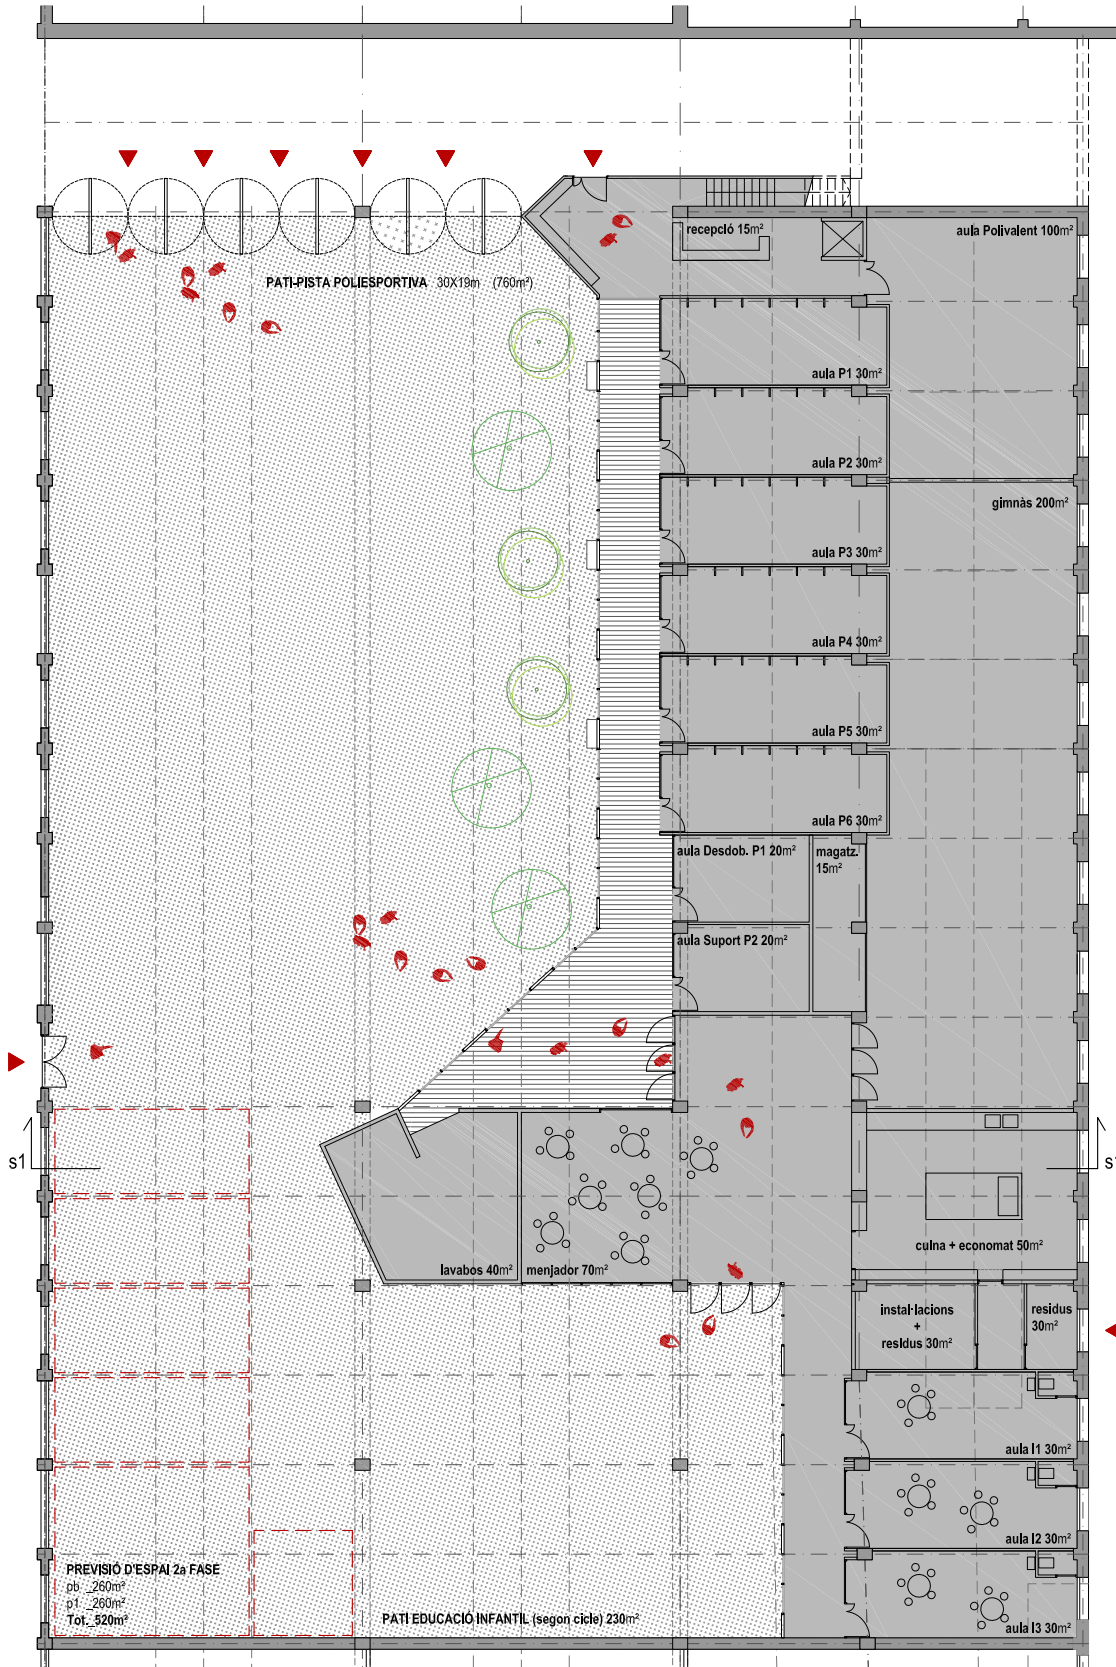 recepció 15m²
aula Polivalent 100m²
PATI-PISTA POLIESPORTIVA 30X19m (760m²)
aula P1 30m²
aula P2 30m²
gimnàs 200m²
aula P3 30m²
aula P4 30m²
aula P5 30m²
aula P6 30m²
aula Desdob. P1 20m²
magatz.
15m²
aula Suport P2 20m²
s1
s1
culna + economat 50m²
lavabos 40m²
menjador 70m²
instal·lacions
+
residus 30m²
residus
30m²
aula I1 30m²
aula I2 30m²
PREVISIÓ D'ESPAI 2a FASE
pb _260m²
p1 _260m²
Tot._520m²
PATI EDUCACIÓ INFANTIL (segon cicle) 230m²
aula I3 30m²